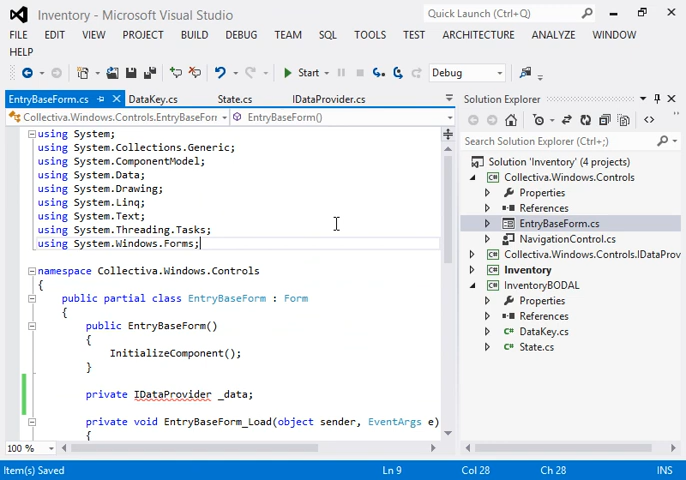 Inventory - Microsoft Visual Studio
Quick Launch (Ctrl+Q)
FILE EDIT VIEW PROJECT BUILD DEBUG TEAM SQL TOOLS TEST ARCHITECTURE ANALYZE WINDOW
HELP
Start Debug
EntryBaseForm.cs DataKey.cs State.cs IDataProvider.cs
Collectiva.Windows.Controls.EntryBaseForm EntryBaseForm()
using System;
using System.Collections.Generic;
using System.ComponentModel;
using System.Data;
using System.Drawing;
using System.Linq;
using System.Text;
using System.Threading.Tasks;
using System.Windows.Forms;
namespace Collectiva.Windows.Controls
{
public partial class EntryBaseForm : Form
{
public EntryBaseForm()
{
InitializeComponent();
}
private IDataProvider _data;
private void EntryBaseForm_Load(object sender, EventArgs e)
{
100 %
Solution Explorer
Search Solution Explorer (Ctrl+;)
Solution 'Inventory' (4 projects)
Collectiva.Windows.Controls
Properties
References
EntryBaseForm.cs
NavigationControl.cs
Collectiva.Windows.Controls.IDataProv
Inventory
InventoryBODAL
Properties
References
DataKey.cs
State.cs
Item(s) Saved Ln 9 Col 28 Ch 28 INS